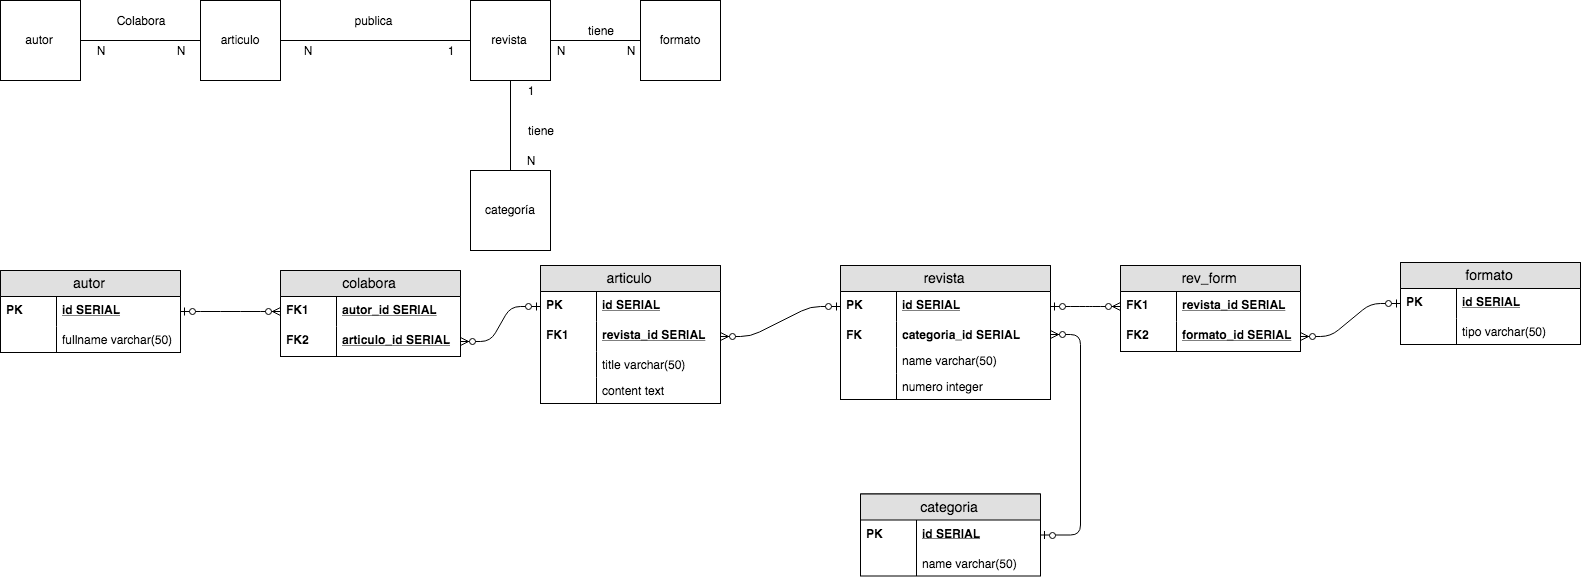 Colabora
publica
tiene
autor
articulo
revista
formato
N
N
N
1
N
N
1
tiene
N
categoría
autor
PK
id SERIAL
fullname varchar(50)
colabora
FK1
autor_id SERIAL
FK2
articulo_id SERIAL
articulo
PK
id SERIAL
FK1
revista_id SERIAL
title varchar(50)
content text
revista
PK
id SERIAL
FK
categoria_id SERIAL
name varchar(50)
numero integer
rev_form
FK1
revista_id SERIAL
FK2
formato_id SERIAL
formato
PK
id SERIAL
tipo varchar(50)
categoria
PK
id SERIAL
name varchar(50)